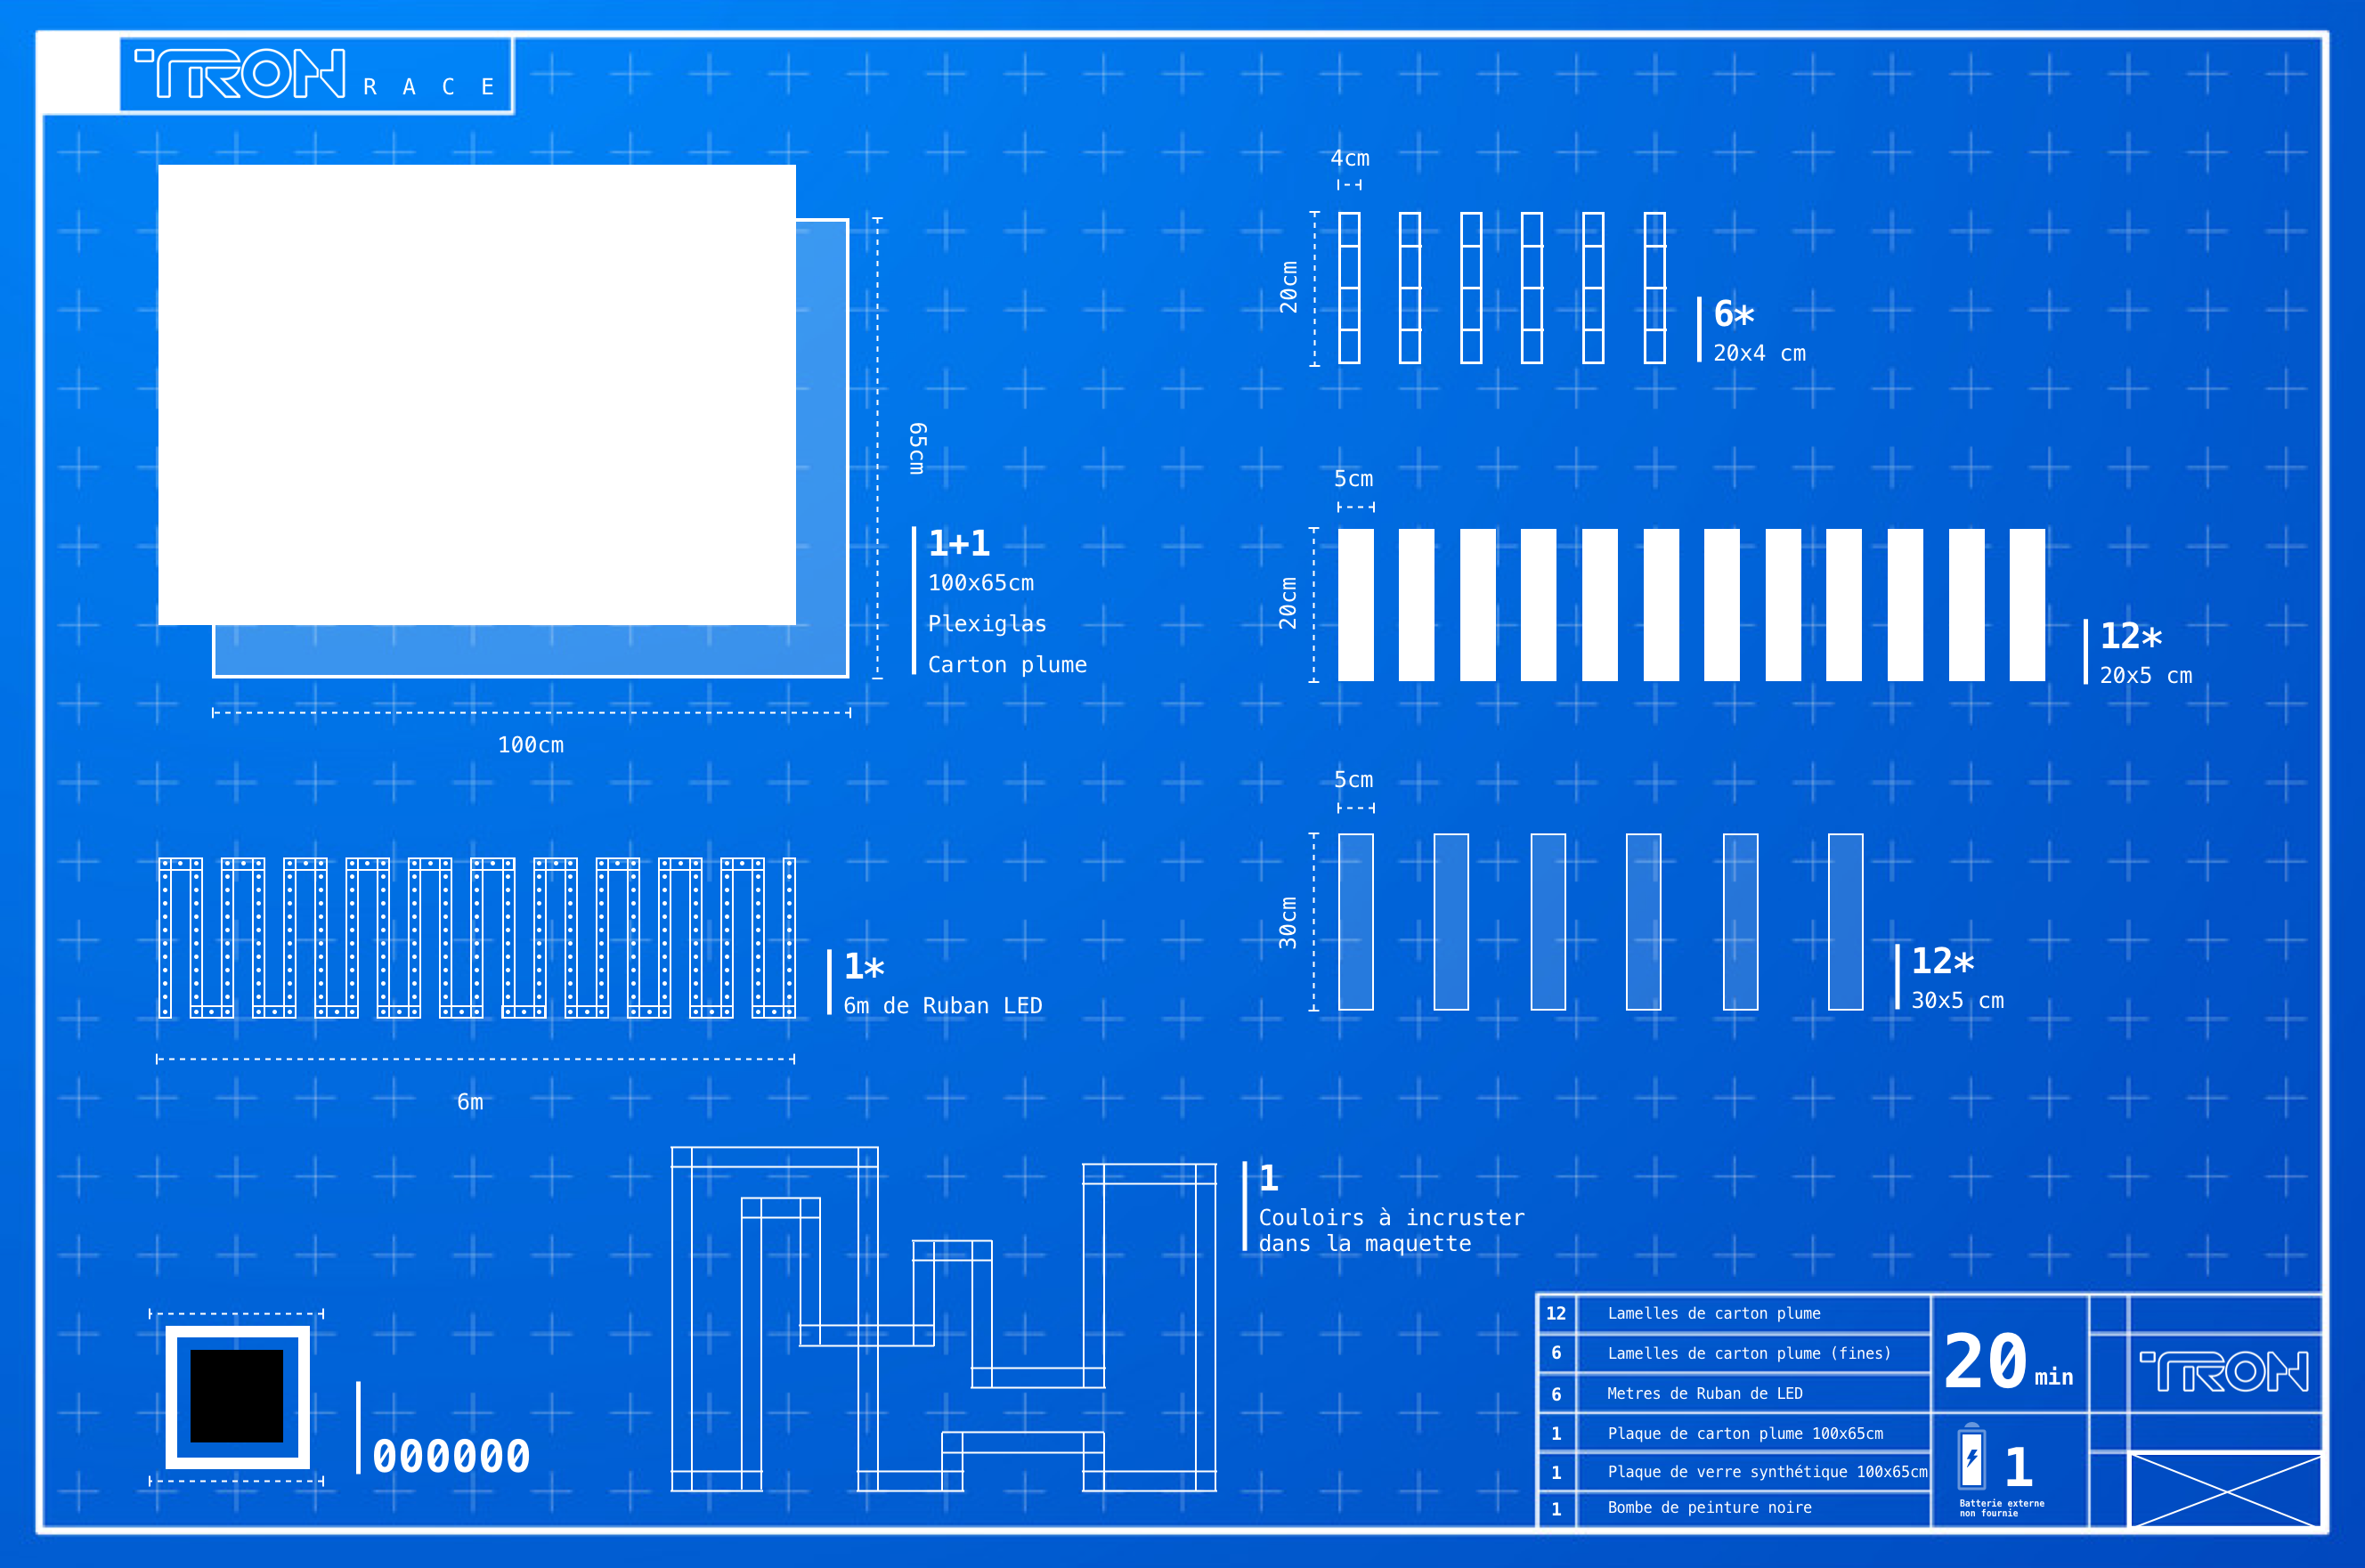 TRON RACE
65cm
1+1
100x65cm
Plexiglas
Carton plume
100cm
1*
6m de Ruban LED
6m
000000
4cm
20cm
6*
20x4 cm
5cm
20cm
12*
20x5 cm
5cm
30cm
12*
30x5 cm
1
Couloirs à incruster
dans la maquette
12 Lamelles de carton plume
6 Lamelles de carton plume (fines)
6 Metres de Ruban de LED
1 Plaque de carton plume 100x65cm
1 Plaque de verre synthétique 100x65cm
1 Bombe de peinture noire
20 min
1
Batterie externe
non fournie
TRON